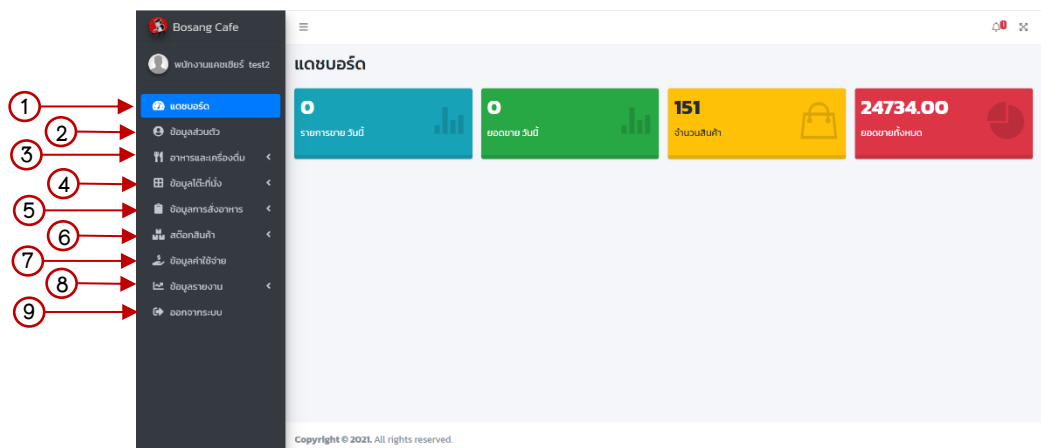 Bosang Cafe
1
พนักงานแคชเชียร์ test2
แดชบอร์ด
0
รายการขาย วันนี้
0
ยอดขาย วันนี้
151
จำนวนสินค้า
24734.00
ยอดขายทั้งหมด
1 แดชบอร์ด
2 ข้อมูลส่วนตัว
3 อาหารและเครื่องดื่ม
4 ข้อมูลโต๊ะที่นั่ง
5 ข้อมูลการสั่งอาหาร
6 สต๊อกสินค้า
7 ข้อมูลค่าใช้จ่าย
8 ข้อมูลรายงาน
9 ออกจากระบบ
Copyright © 2021. All rights reserved.